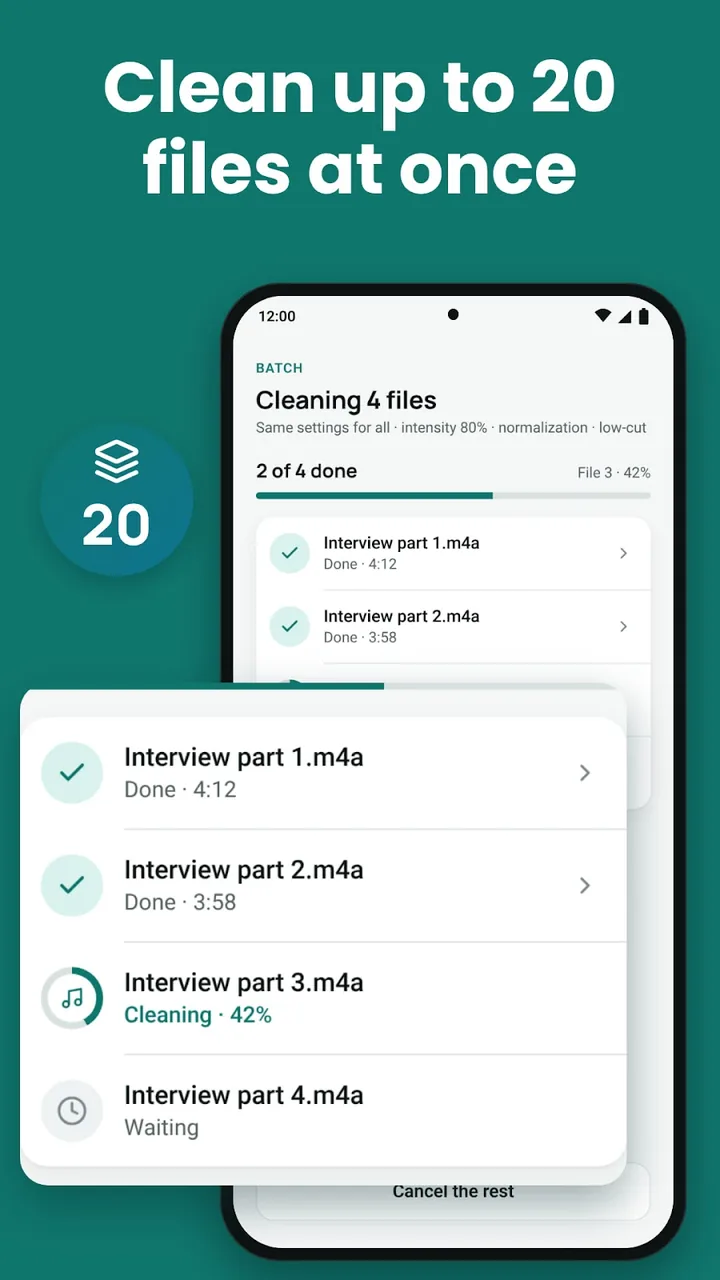 Clean up to 20
files at once
12:00
BATCH
Cleaning 4 files
Same settings for all · intensity 80% · normalization · low-cut
2 of 4 done
File 3 · 42%
20
Interview part 1.m4a
Done · 4:12
Interview part 2.m4a
Done · 3:58
Interview part 1.m4a
Done · 4:12
Interview part 2.m4a
Done · 3:58
Interview part 3.m4a
Cleaning · 42%
Interview part 4.m4a
Waiting
Cancel the rest